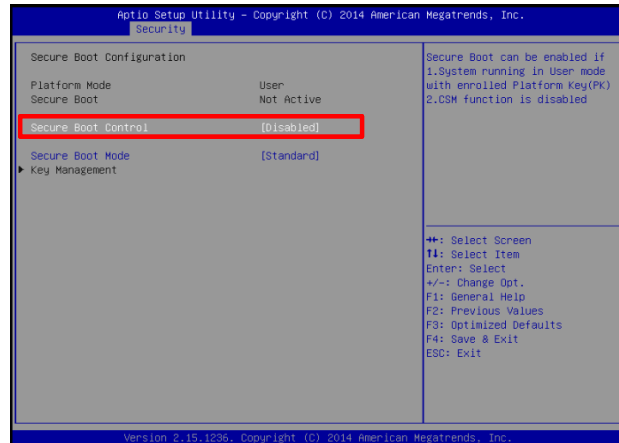 Aptio Setup Utility – Copyright (C) 2014 American Megatrends, Inc.
Security
Secure Boot Configuration
Platform Mode User
Secure Boot Not Active
Secure Boot Control [Disabled]
Secure Boot Mode [Standard]
Key Management
Secure Boot can be enabled if
1.System running in User mode
with enrolled Platform Key(PK)
2.CSM function is disabled
→←: Select Screen
↑↓: Select Item
Enter: Select
+/-: Change Opt.
F1: General Help
F2: Previous Values
F3: Optimized Defaults
F4: Save & Exit
ESC: Exit
Version 2.15.1236. Copyright (C) 2014 American Megatrends, Inc.